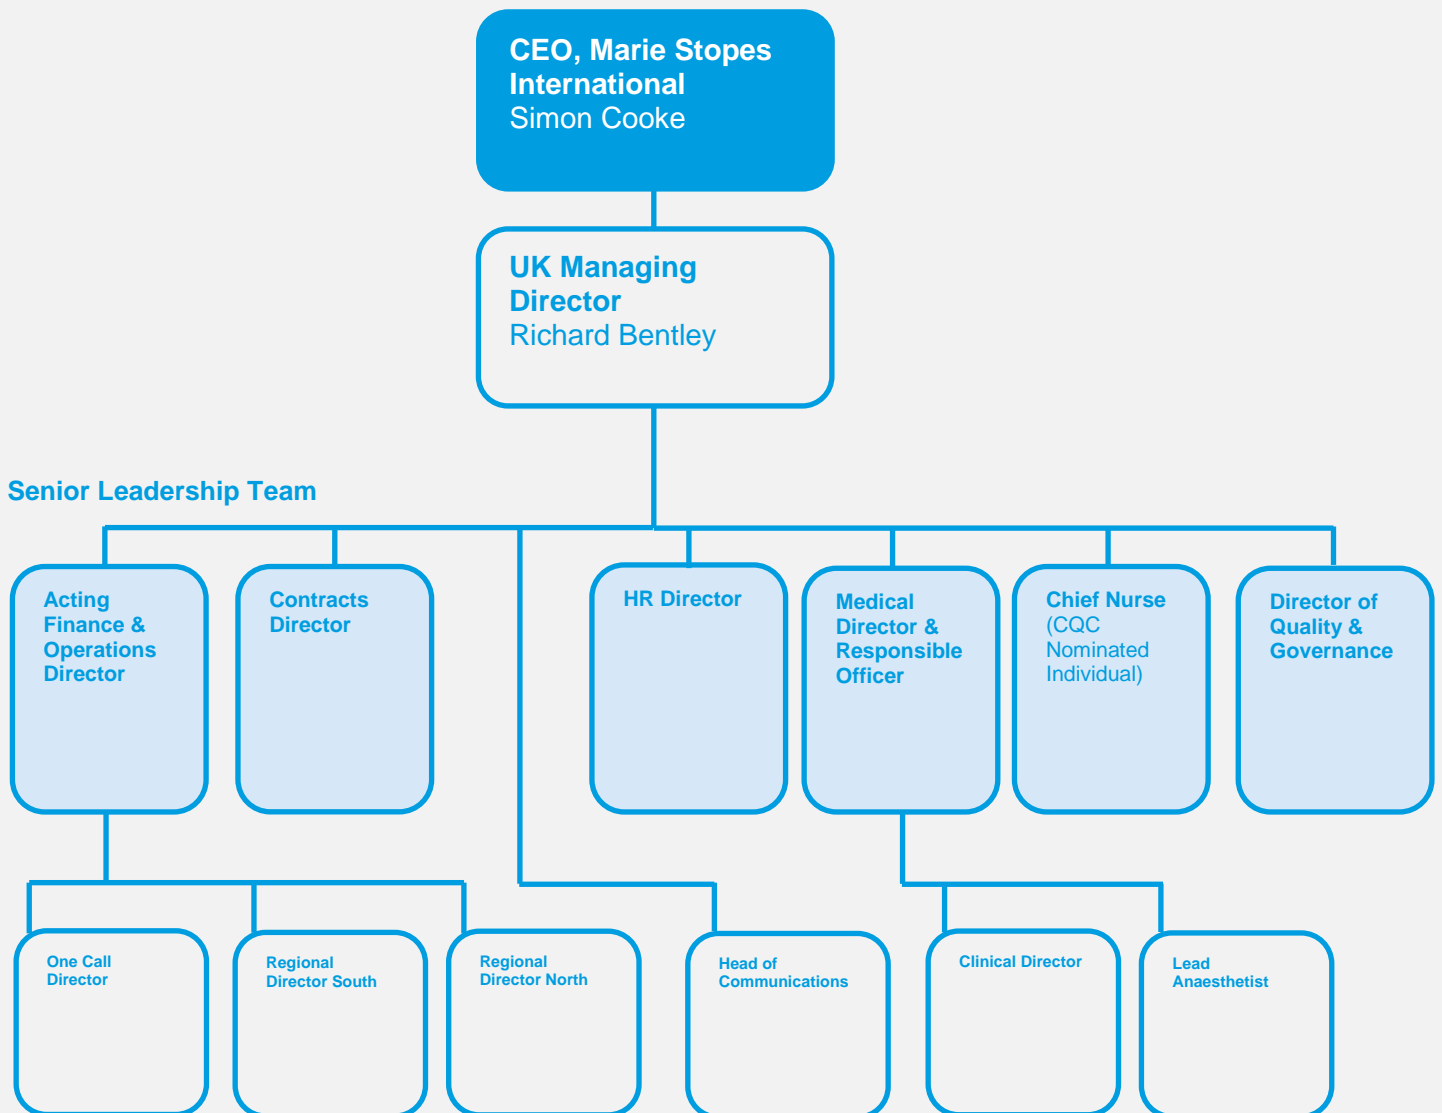 CEO, Marie Stopes
International
Simon Cooke
UK Managing
Director
Richard Bentley
Senior Leadership Team
Acting
Finance &
Operations
Director
Contracts
Director
HR Director
Medical
Director &
Responsible
Officer
Chief Nurse
(CQC
Nominated
Individual)
Director of
Quality &
Governance
One Call
Director
Regional
Director South
Regional
Director North
Head of
Communications
Clinical Director
Lead
Anaesthetist